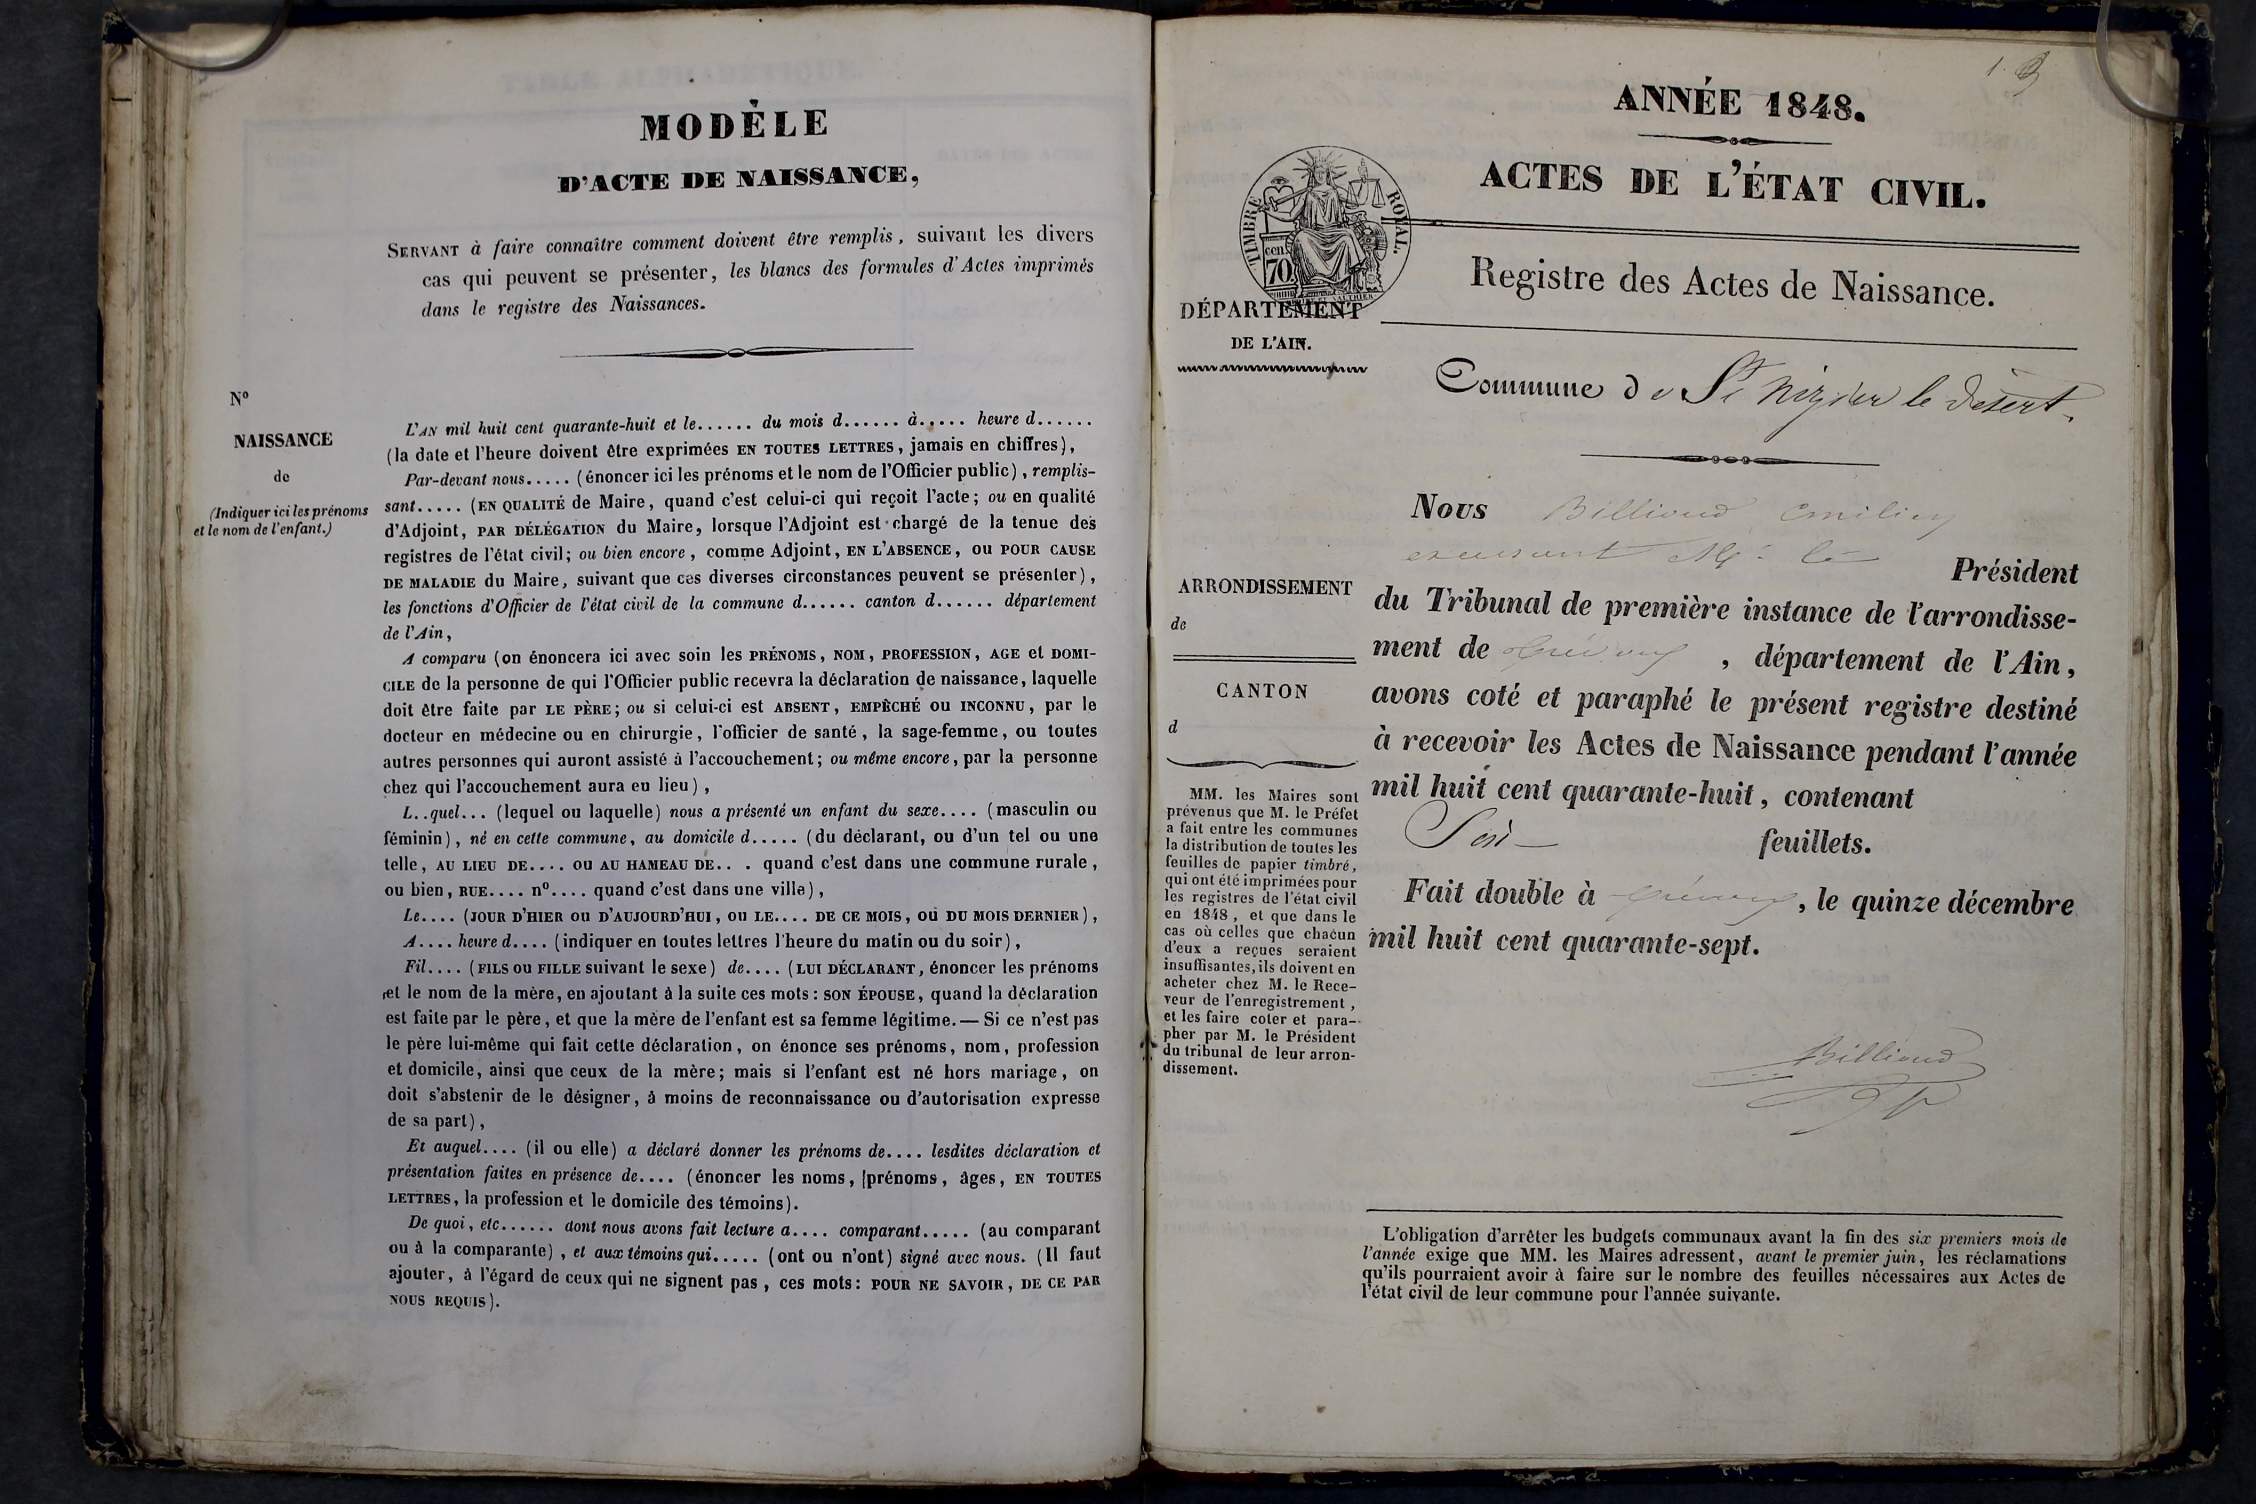 MODÈLE
D'ACTE DE NAISSANCE,
SERVANT à faire connaître comment doivent être remplis, suivant les divers
cas qui peuvent se présenter, les blancs des formules d'Actes imprimés
dans le registre des Naissances.
No
NAISSANCE
de
(Indiquer ici les prénoms
et le nom de l'enfant.)
L'AN mil huit cent quarante-huit et le...... du mois d...... à..... heure d......
(la date et l'heure doivent être exprimées EN TOUTES LETTRES, jamais en chiffres),
Par-devant nous..... (énoncer ici les prénoms et le nom de l'Officier public), remplis-
sant..... (EN QUALITÉ de Maire, quand c'est celui-ci qui reçoit l'acte; ou en qualité
d'Adjoint, PAR DÉLÉGATION du Maire, lorsque l'Adjoint est chargé de la tenue des
registres de l'état civil; ou bien encore, comme Adjoint, EN L'ABSENCE, OU POUR CAUSE
DE MALADIE du Maire, suivant que ces diverses circonstances peuvent se présenter),
les fonctions d'Officier de l'état civil de la commune d...... canton d...... département
de l'Ain,
A comparu (on énoncera ici avec soin les PRÉNOMS, NOM, PROFESSION, AGE et DOMI-
CILE de la personne de qui l'Officier public recevra la déclaration de naissance, laquelle
doit être faite par LE PÈRE; ou si celui-ci est ABSENT, EMPÊCHÉ OU INCONNU, par le
docteur en médecine ou en chirurgie, l'officier de santé, la sage-femme, ou toutes
autres personnes qui auront assisté à l'accouchement; ou même encore, par la personne
chez qui l'accouchement aura eu lieu),
L..quel... (lequel ou laquelle) nous a présenté un enfant du sexe.... (masculin ou
féminin), né en cette commune, au domicile d..... (du déclarant, ou d'un tel ou une
telle, AU LIEU DE.... OU AU HAMEAU DE.. . quand c'est dans une commune rurale,
ou bien, RUE.... no.... quand c'est dans une ville),
Le.... (JOUR D'HIER OU D'AUJOURD'HUI, OU LE.... DE CE MOIS, OU DU MOIS DERNIER),
A.... heure d.... (indiquer en toutes lettres l'heure du matin ou du soir),
Fil.... (FILS OU FILLE suivant le sexe) de.... (LUI DÉCLARANT, énoncer les prénoms
et le nom de la mère, en ajoutant à la suite ces mots: SON ÉPOUSE, quand la déclaration
est faite par le père, et que la mère de l'enfant est sa femme légitime. — Si ce n'est pas
le père lui-même qui fait cette déclaration, on énonce ses prénoms, nom, profession
et domicile, ainsi que ceux de la mère; mais si l'enfant est né hors mariage, on
doit s'abstenir de le désigner, à moins de reconnaissance ou d'autorisation expresse
de sa part),
Et auquel.... (il ou elle) a déclaré donner les prénoms de.... lesdites déclaration et
présentation faites en présence de.... (énoncer les noms, prénoms, âges, EN TOUTES
LETTRES, la profession et le domicile des témoins).
De quoi, etc...... dont nous avons fait lecture a.... comparant..... (au comparant
ou à la comparante), et aux témoins qui..... (ont ou n'ont) signé avec nous. (Il faut
ajouter, à l'égard de ceux qui ne signent pas, ces mots: POUR NE SAVOIR, DE CE PAR
NOUS REQUIS).
1.
ANNÉE 1848.
ACTES DE L'ÉTAT CIVIL.
TIMBRE ROYAL.
cen.
70
Registre des Actes de Naissance.
DÉPARTEMENT
DE L'AIN.
Commune de St Nizier le Désert.
Nous Billioud Emilien
Mr. le Président
du Tribunal de première instance de l'arrondisse-
ment de Trévoux, département de l'Ain,
avons coté et paraphé le présent registre destiné
à recevoir les Actes de Naissance pendant l'année
mil huit cent quarante-huit, contenant
feuillets.
Fait double à Trévoux, le quinze décembre
mil huit cent quarante-sept.
Billioud
ARRONDISSEMENT
de
CANTON
d
MM. les Maires sont
prévenus que M. le Préfet
a fait entre les communes
la distribution de toutes les
feuilles de papier timbré,
qui ont été imprimées pour
les registres de l'état civil
en 1848, et que dans le
cas où celles que chacun
d'eux a reçues seraient
insuffisantes, ils doivent en
acheter chez M. le Rece-
veur de l'enregistrement,
et les faire coter et para-
pher par M. le Président
du tribunal de leur arron-
dissement.
L'obligation d'arrêter les budgets communaux avant la fin des six premiers mois de
l'année exige que MM. les Maires adressent, avant le premier juin, les réclamations
qu'ils pourraient avoir à faire sur le nombre des feuilles nécessaires aux Actes de
l'état civil de leur commune pour l'année suivante.